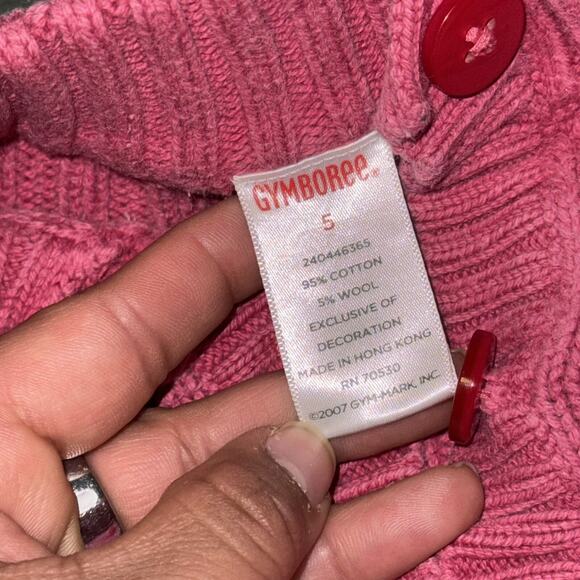 GYMBOREE®
5
240446365
95% COTTON
5% WOOL
EXCLUSIVE OF
DECORATION
MADE IN HONG KONG
RN 70530
©2007 GYM-MARK, INC.